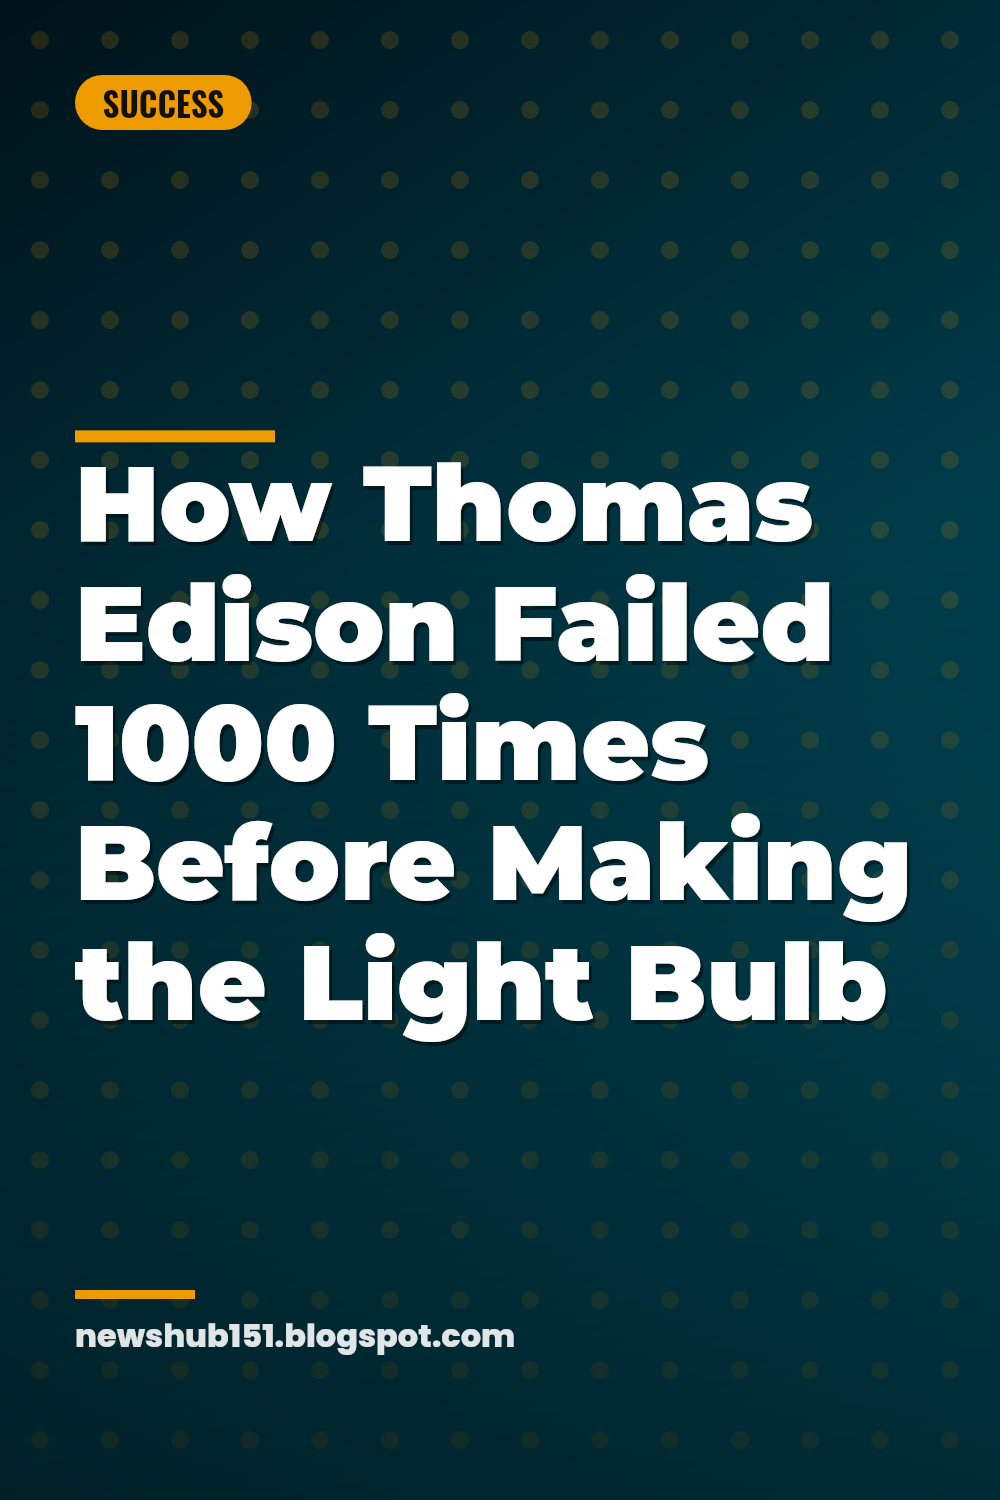 SUCCESS
How Thomas
Edison Failed
1000 Times
Before Making
the Light Bulb
newshub151.blogspot.com